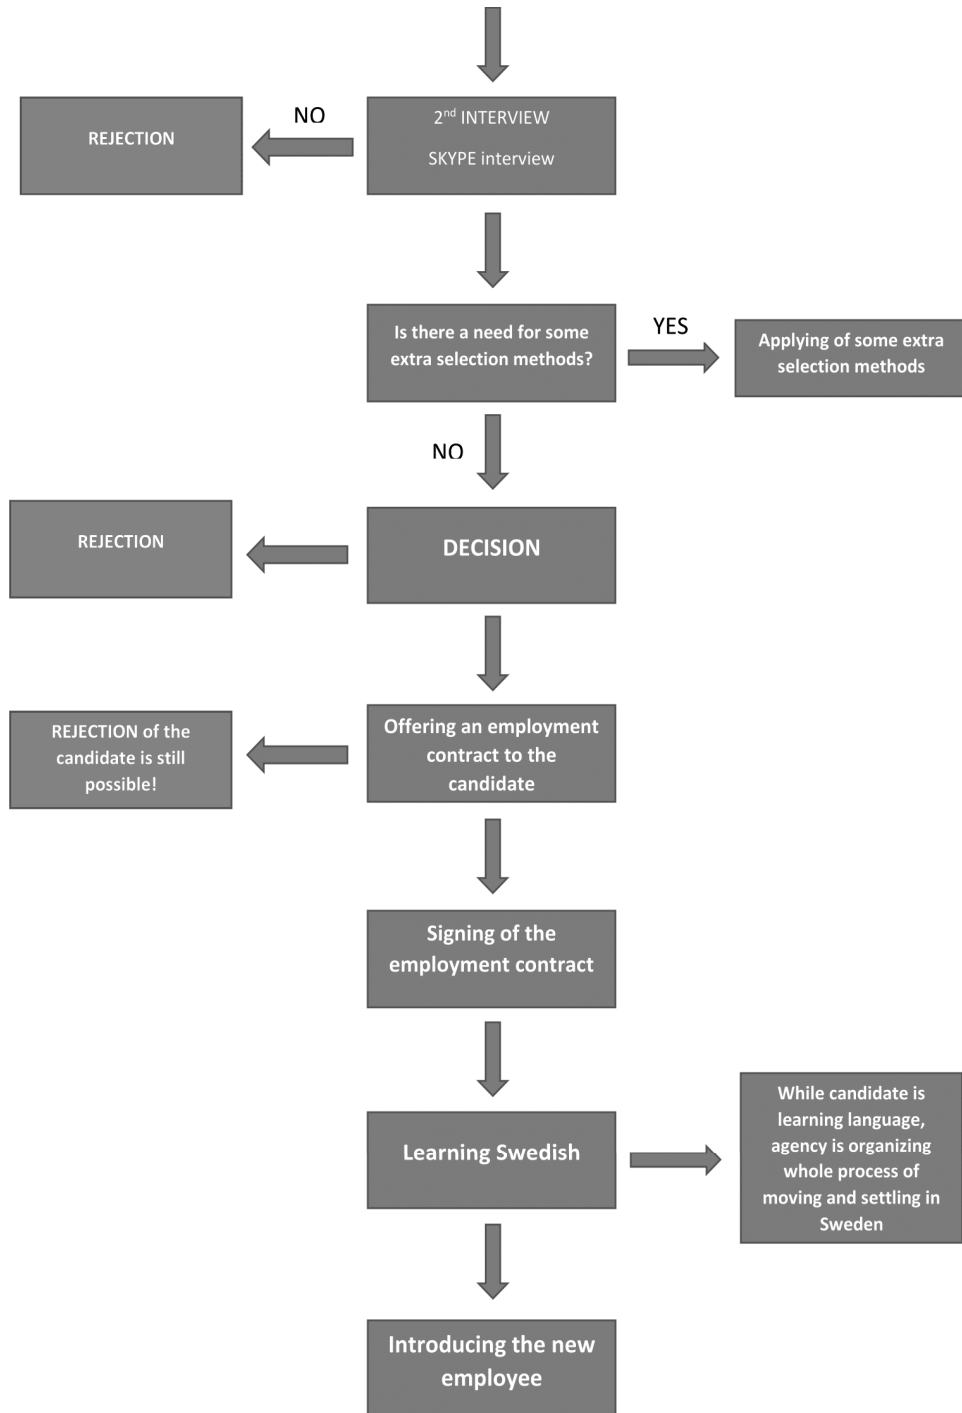 NO
REJECTION
2nd INTERVIEW
SKYPE interview
Is there a need for some
extra selection methods?
YES
Applying of some extra
selection methods
NO
REJECTION
DECISION
REJECTION of the
candidate is still
possible!
Offering an employment
contract to the
candidate
Signing of the
employment contract
Learning Swedish
While candidate is
learning language,
agency is organizing
whole process of
moving and settling in
Sweden
Introducing the new
employee